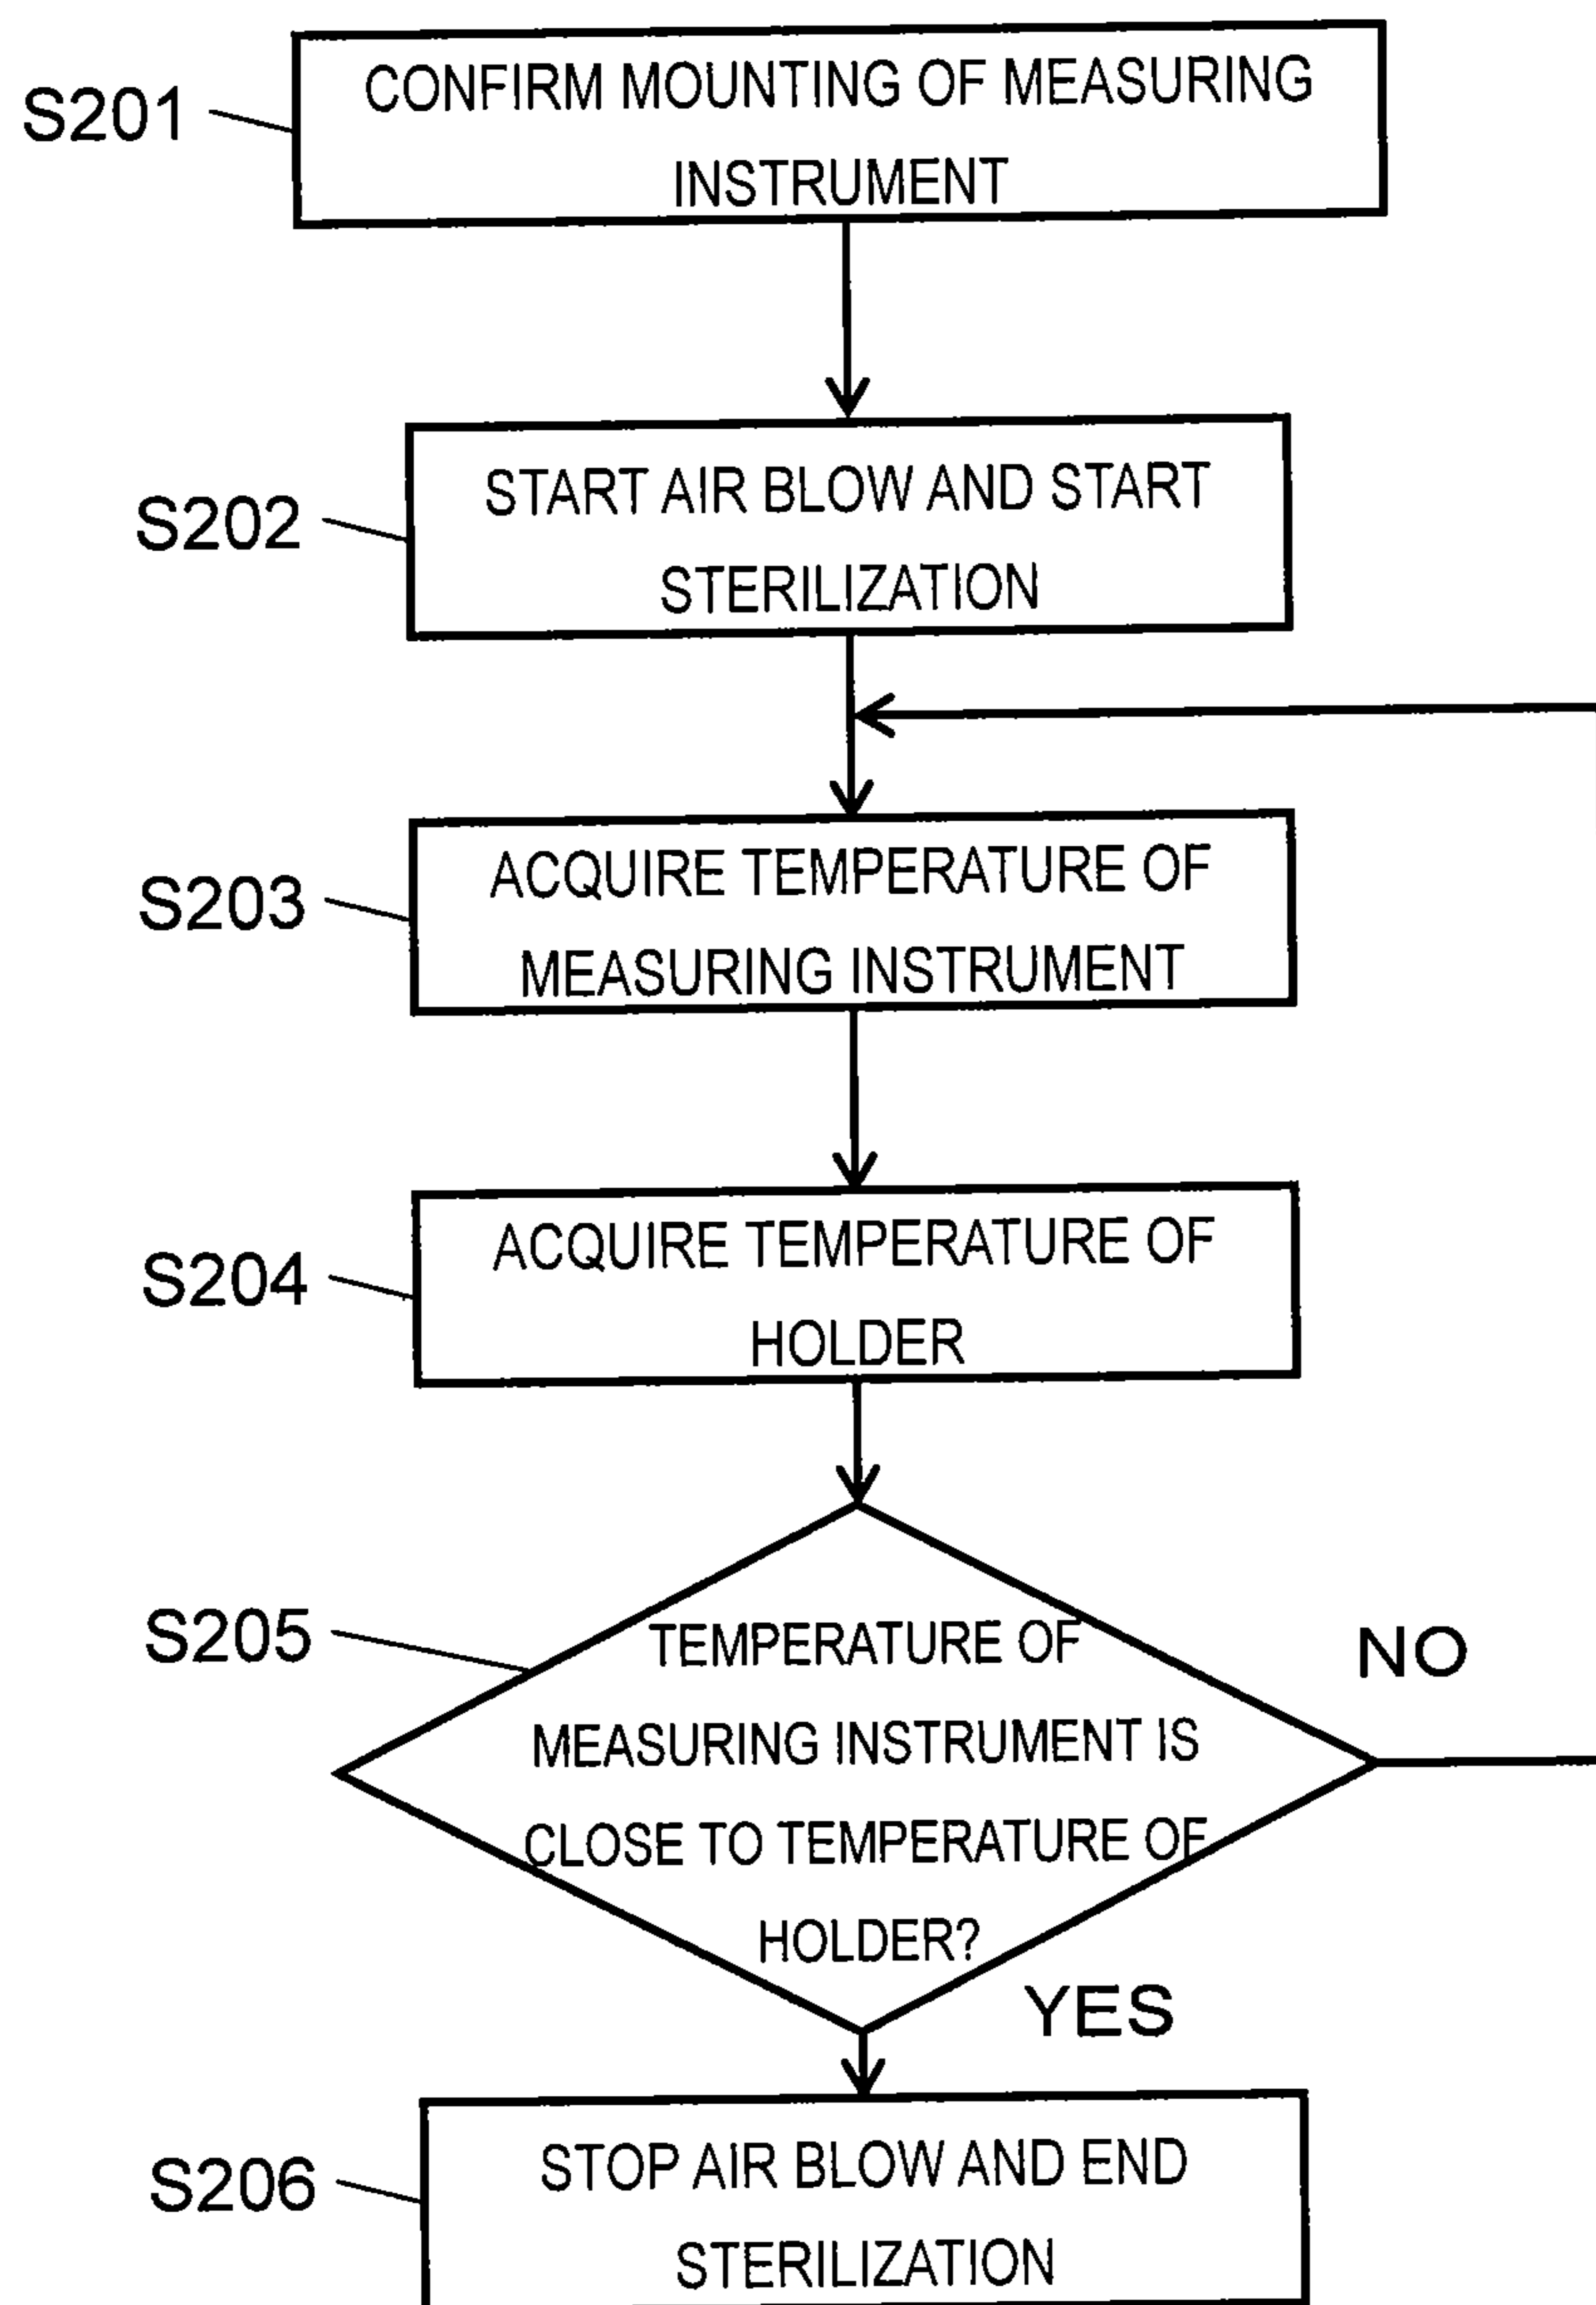 S201
CONFIRM MOUNTING OF MEASURING
INSTRUMENT
S202
START AIR BLOW AND START
STERILIZATION
S203
ACQUIRE TEMPERATURE OF
MEASURING INSTRUMENT
S204
ACQUIRE TEMPERATURE OF
HOLDER
S205
TEMPERATURE OF
MEASURING INSTRUMENT IS
CLOSE TO TEMPERATURE OF
HOLDER?
NO
YES
S206
STOP AIR BLOW AND END
STERILIZATION